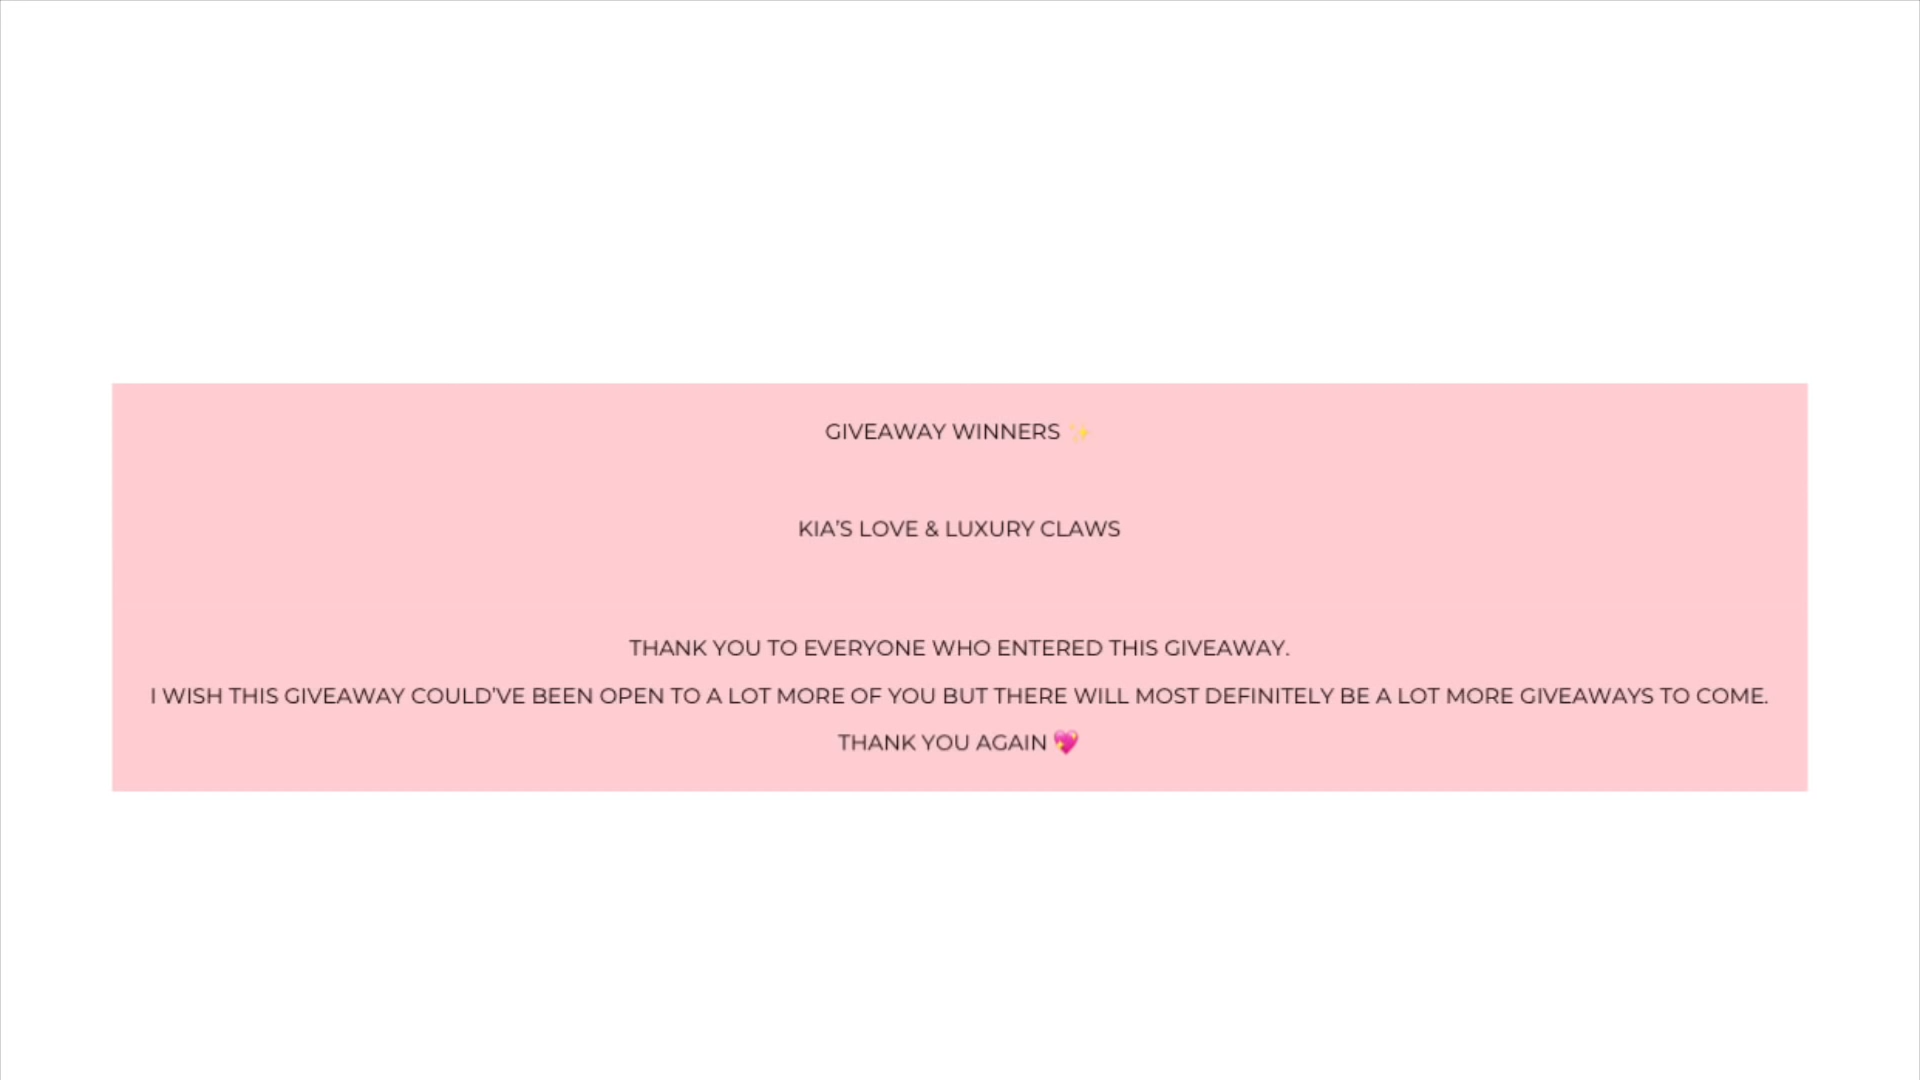 GIVEAWAY WINNERS ✨
KIA’S LOVE & LUXURY CLAWS
THANK YOU TO EVERYONE WHO ENTERED THIS GIVEAWAY.
I WISH THIS GIVEAWAY COULD’VE BEEN OPEN TO A LOT MORE OF YOU BUT THERE WILL MOST DEFINITELY BE A LOT MORE GIVEAWAYS TO COME.
THANK YOU AGAIN 💖